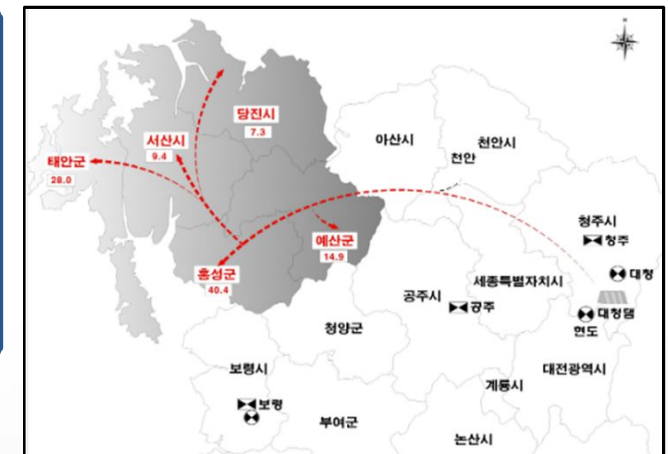 당진시
7.3
아산시
천안시
천안
서산시
9.4
태안군
28.0
청주시
청주
예산군
14.9
홍성군
40.4
대청
세종특별자치시
공주시
공주
대청댐
현도
청양군
보령시
대전광역시
계룡시
보령
부여군
논산시